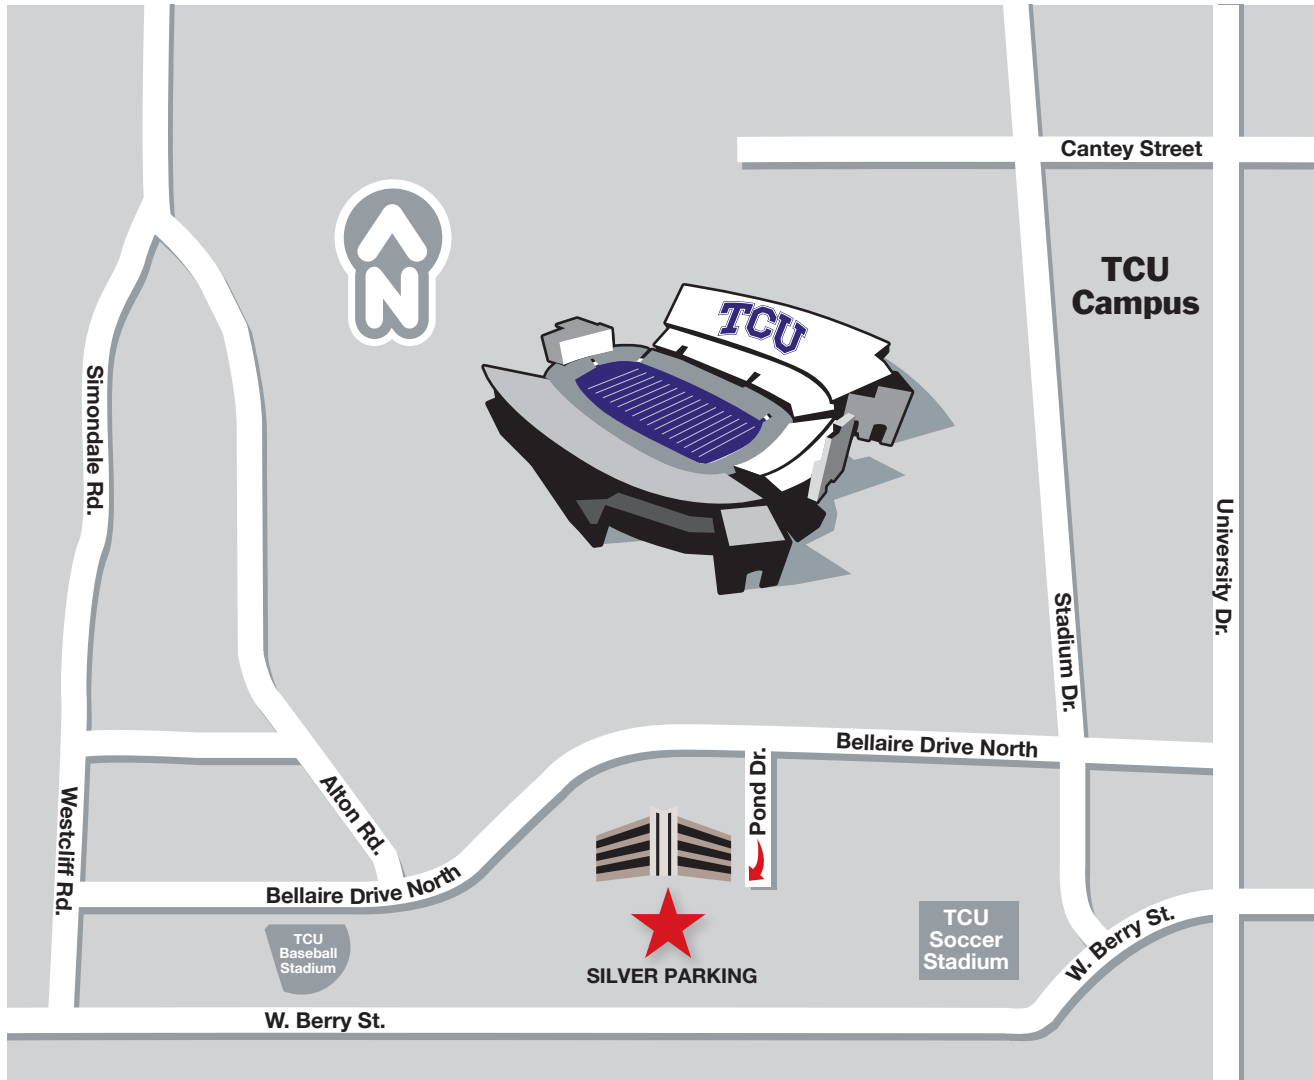 Cantey Street
TCU
Campus
N
TCU
Simondale Rd.
University Dr.
Stadium Dr.
Bellaire Drive North
Pond Dr.
Alton Rd.
Westcliff Rd.
Bellaire Drive North
TCU
Baseball
Stadium
SILVER PARKING
TCU
Soccer
Stadium
W. Berry St.
W. Berry St.